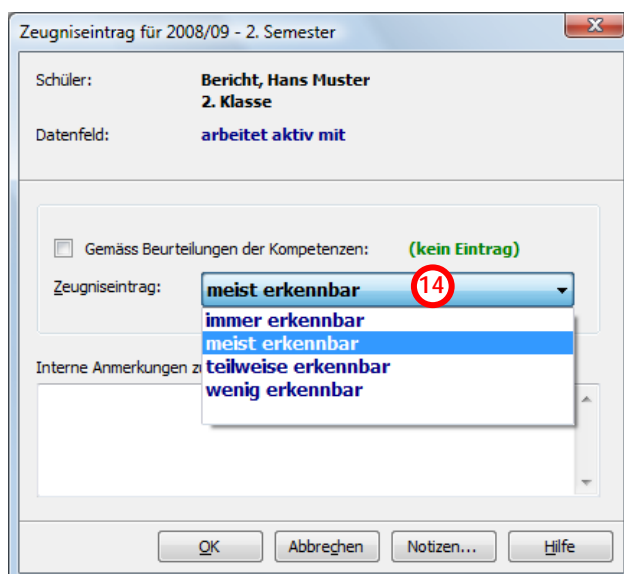 Zeugniseintrag für 2008/09 - 2. Semester
Schüler: Bericht, Hans Muster
2. Klasse
Datenfeld: arbeitet aktiv mit
Gemäss Beurteilungen der Kompetenzen: (kein Eintrag)
Zeugniseintrag: meist erkennbar 14
immer erkennbar
meist erkennbar
Interne Anmerkungen z
teilweise erkennbar
wenig erkennbar
OK Abbrechen Notizen... Hilfe